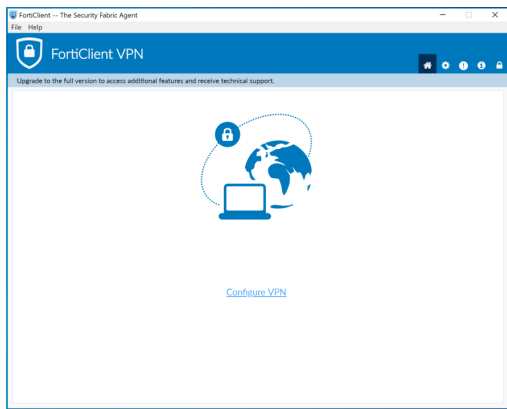 FortiClient -- The Security Fabric Agent
File Help
FortiClient VPN
Upgrade to the full version to access additional features and receive technical support.
Configure VPN